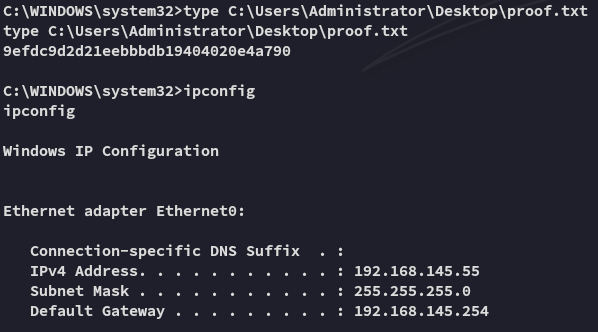 C:\WINDOWS\system32>type C:\Users\Administrator\Desktop\proof.txt
type C:\Users\Administrator\Desktop\proof.txt
9efdc9d2d21eebbbdb19404020e4a790
C:\WINDOWS\system32>ipconfig
ipconfig
Windows IP Configuration
Ethernet adapter Ethernet0:
Connection-specific DNS Suffix  . :
IPv4 Address. . . . . . . . . . . : 192.168.145.55
Subnet Mask . . . . . . . . . . . : 255.255.255.0
Default Gateway . . . . . . . . . : 192.168.145.254